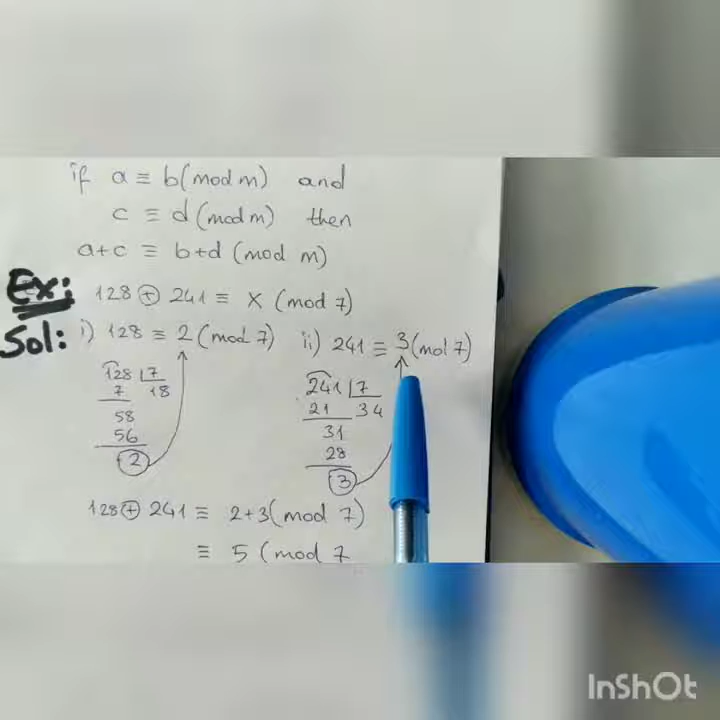 if a ≡ b(mod m) and
c ≡ d(mod m) then
a+c ≡ b+d (mod m)
Ex: 128 ⊕ 241 ≡ X (mod 7)
Sol: i) 128 ≡ 2(mod 7) ii) 241 ≡ 3(mol 7)
128 7
7 18
58
56
2
241 7
21 34
31
28
3
128 ⊕ 241 ≡ 2+3(mod 7)
≡ 5 (mod 7
InShOt